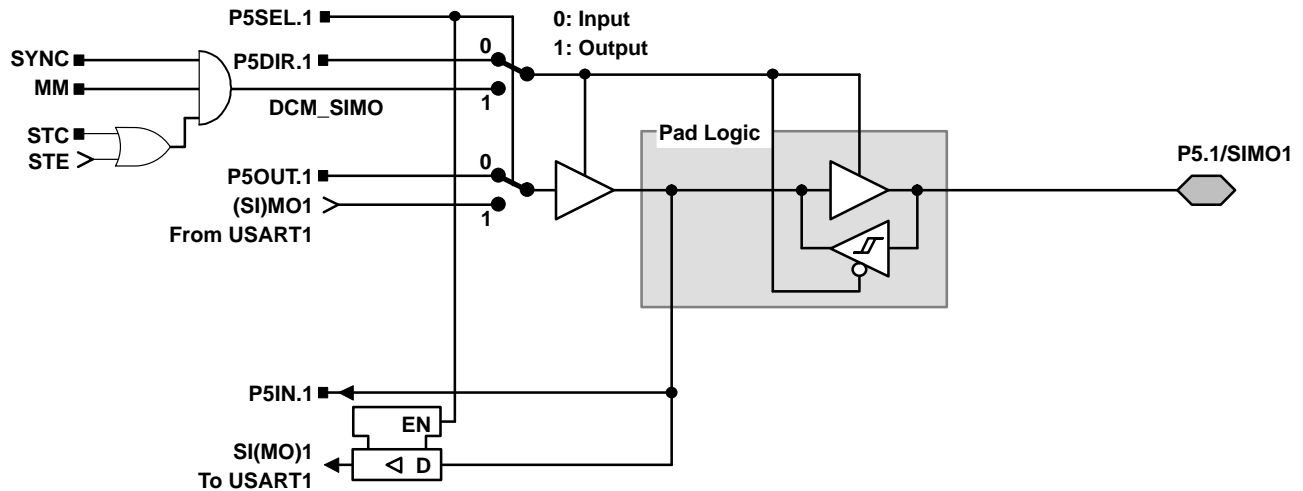 P5SEL.1
0: Input
1: Output
SYNC
P5DIR.1
0
MM
DCM_SIMO
1
STC
STE
Pad Logic
P5.1/SIMO1
P5OUT.1
0
(SI)MO1
1
From USART1
P5IN.1
EN
SI(MO)1
D
To USART1